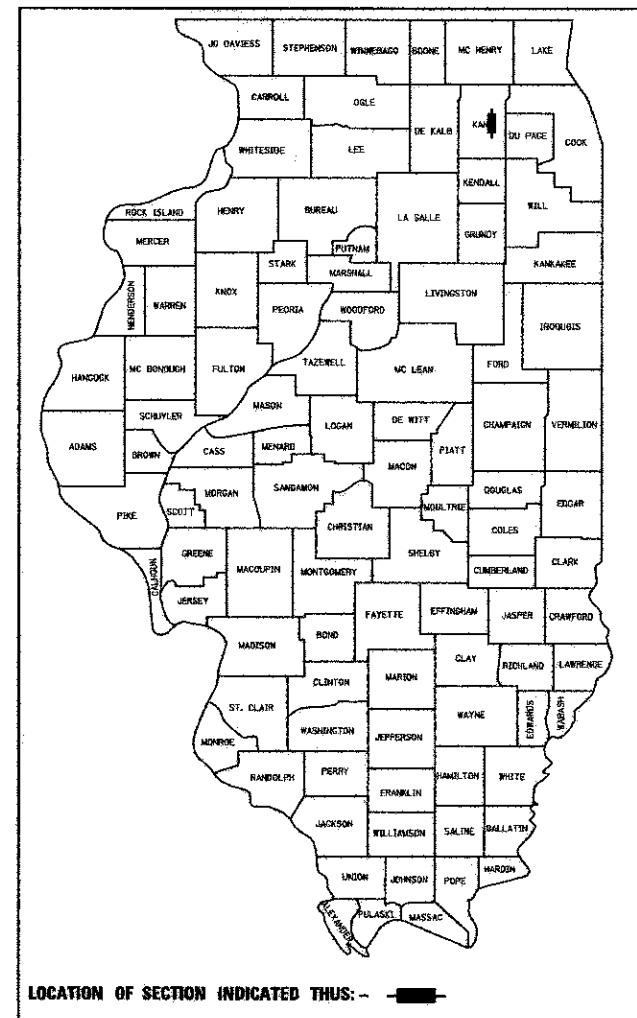 JO DAVIESS STEPHENSON WINNEBAGO BOONE MC HENRY LAKE
CARROLL OGLE DE KALB KAN DU PAGE COOK
WHITESIDE LEE
KENDALL
ROCK ISLAND HENRY BUREAU LA SALLE GRUNDY WILL
MERCER PUTNAM KANKAKEE
HENDERSON WARREN KNOX STARK MARSHALL
PEORIA WOODFORD LIVINGSTON IROQUOIS
HANCOCK MC DONOUGH FULTON TAZEWELL MC LEAN FORD
SCHUYLER MASON LOGAN DE WITT CHAMPAIGN VERMILION
ADAMS BROWN CASS MENARD MACON PIATT
PIKE SCOTT MORGAN SANGAMON CHRISTIAN MOULTRIE DOUGLAS EDGAR
COLES
CALHOUN GREENE MACOUPIN MONTGOMERY SHELBY CUMBERLAND CLARK
JERSEY
MADISON BOND FAYETTE EFFINGHAM JASPER CRAWFORD
CLINTON MARION CLAY RICHLAND LAWRENCE
ST. CLAIR WASHINGTON JEFFERSON WAYNE EDWARDS WABASH
MONROE
RANDOLPH PERRY FRANKLIN HAMILTON WHITE
JACKSON WILLIAMSON SALINE GALLATIN
UNION JOHNSON POPE HARDIN
ALEXANDER PULASKI MASSAC
LOCATION OF SECTION INDICATED THUS: -